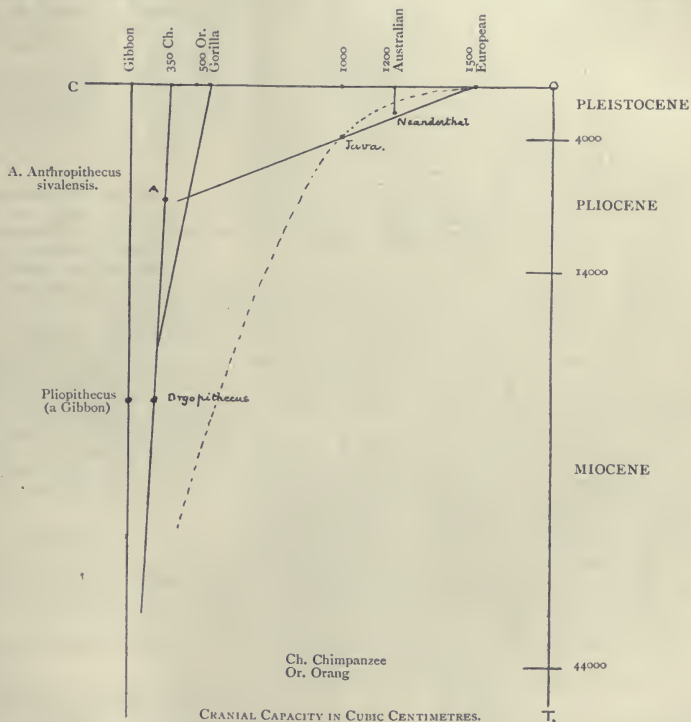 Gibbon
350 Ch.
500 Or.
Gorilla
1000
1200
Australian
1500
European
C
O
PLEISTOCENE
Neanderthal
4000
Java.
A. Anthropithecus
sivalensis.
A
PLIOCENE
14000
Pliopithecus
(a Gibbon)
Dryopithecus
MIOCENE
Ch. Chimpanzee
Or. Orang
44000
CRANIAL CAPACITY IN CUBIC CENTIMETRES.
T.